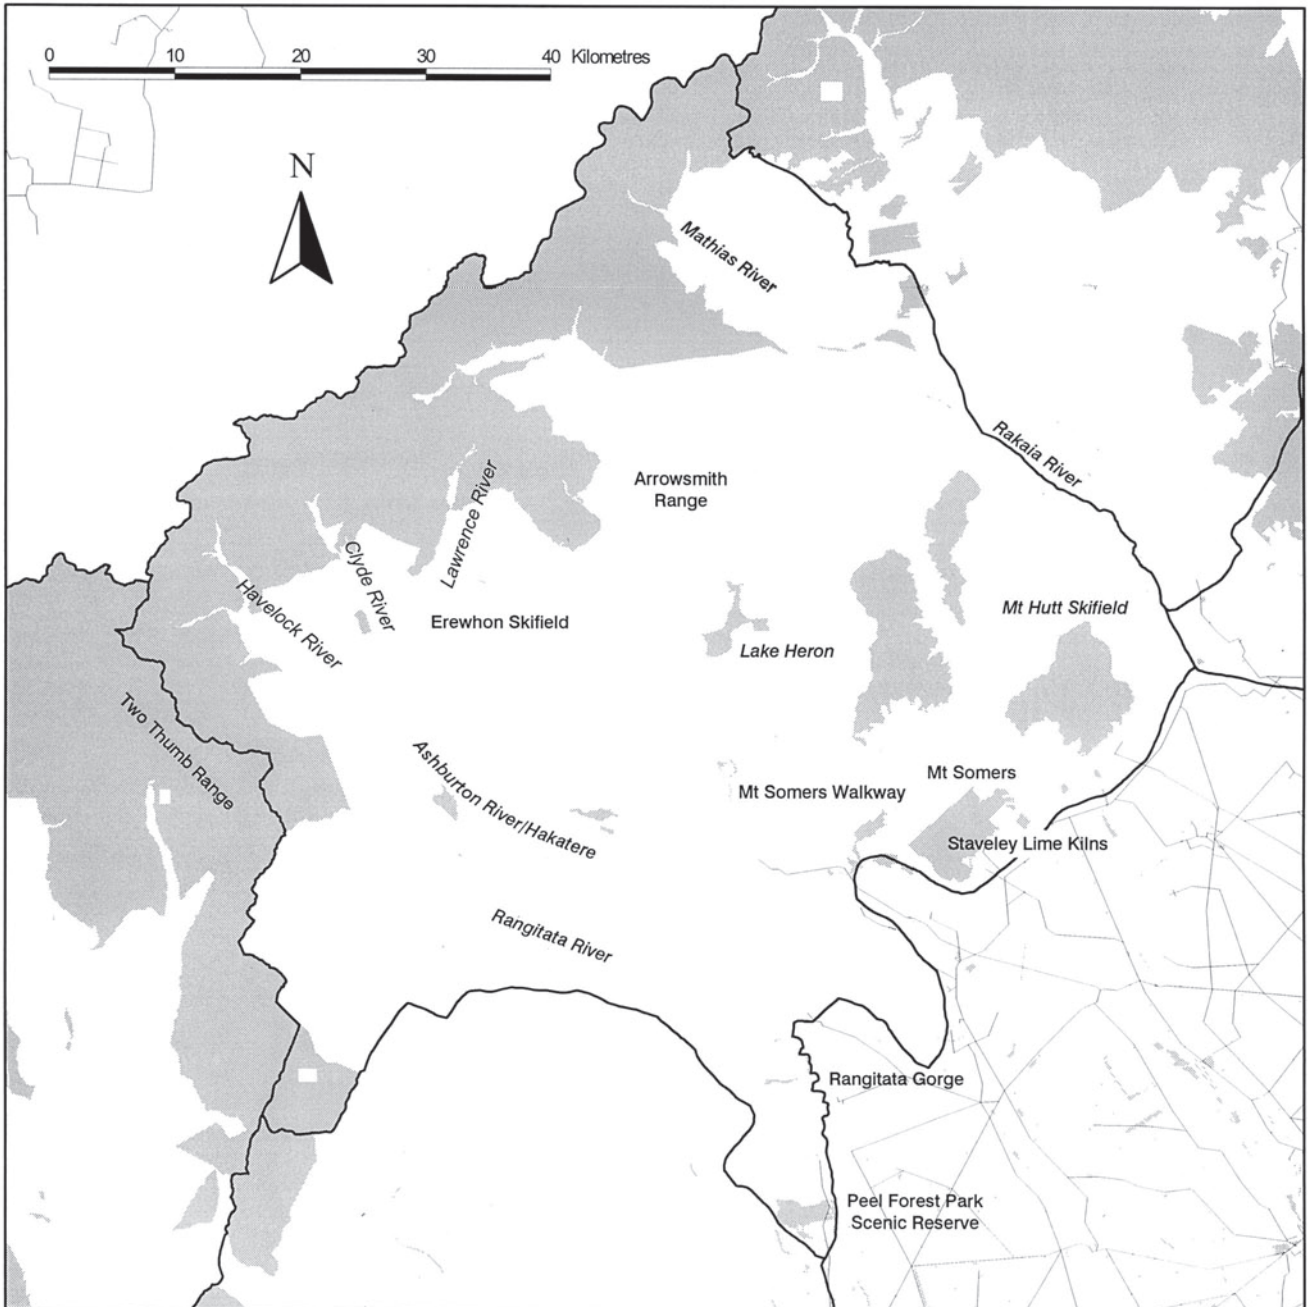 0 10 20 30 40 Kilometres
N
Mathias River
Rakaia River
Arrowsmith
Range
Lawrence River
Clyde River
Havelock River
Erewhon Skifield
Mt Hutt Skifield
Lake Heron
Two Thumb Range
Ashburton River/Hakatere
Mt Somers
Mt Somers Walkway
Staveley Lime Kilns
Rangitata River
Rangitata Gorge
Peel Forest Park
Scenic Reserve